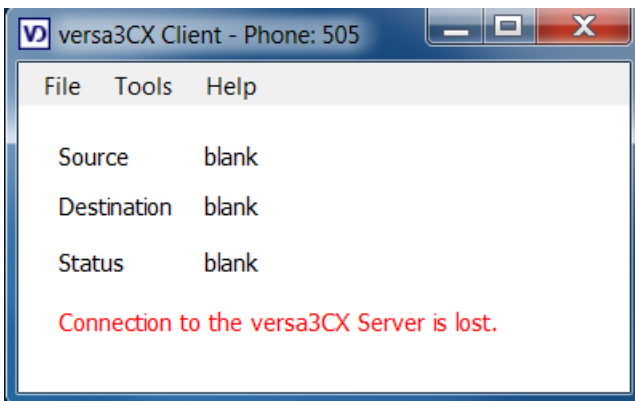 VD versa3CX Client - Phone: 505
File Tools Help
Source blank
Destination blank
Status blank
Connection to the versa3CX Server is lost.